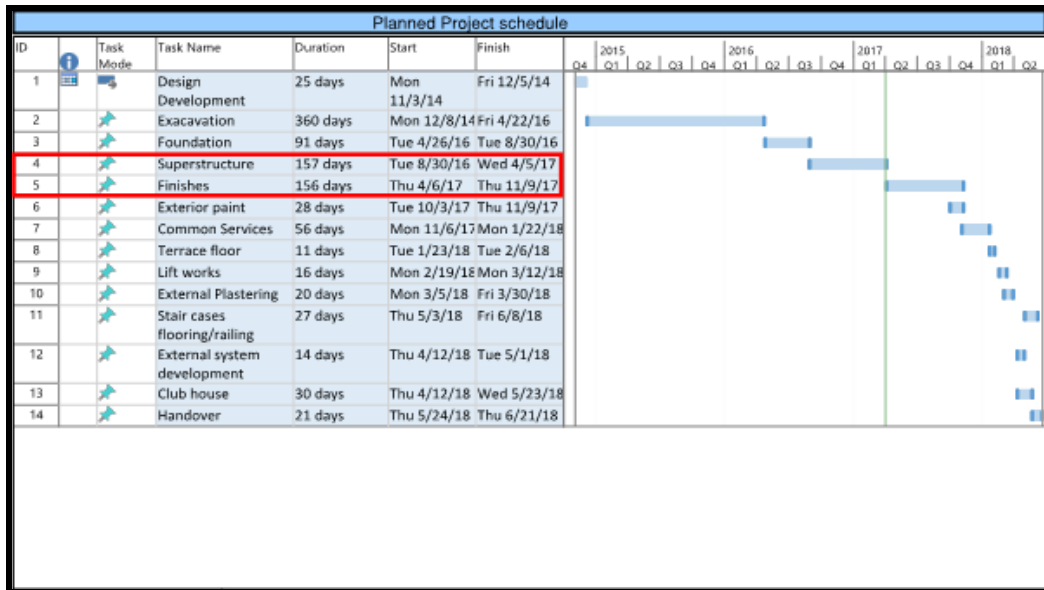 Planned Project schedule
ID Task Mode Task Name Duration Start Finish
2015 2016 2017 2018
Q4 Q1 Q2 Q3 Q4 Q1 Q2 Q3 Q4 Q1 Q2 Q3 Q4 Q1 Q2
1 Design Development 25 days Mon 11/3/14 Fri 12/5/14
2 Exacavation 360 days Mon 12/8/14 Fri 4/22/16
3 Foundation 91 days Tue 4/26/16 Tue 8/30/16
4 Superstructure 157 days Tue 8/30/16 Wed 4/5/17
5 Finishes 156 days Thu 4/6/17 Thu 11/9/17
6 Exterior paint 28 days Tue 10/3/17 Thu 11/9/17
7 Common Services 56 days Mon 11/6/17 Mon 1/22/18
8 Terrace floor 11 days Tue 1/23/18 Tue 2/6/18
9 Lift works 16 days Mon 2/19/18 Mon 3/12/18
10 External Plastering 20 days Mon 3/5/18 Fri 3/30/18
11 Stair cases flooring/railing 27 days Thu 5/3/18 Fri 6/8/18
12 External system development 14 days Thu 4/12/18 Tue 5/1/18
13 Club house 30 days Thu 4/12/18 Wed 5/23/18
14 Handover 21 days Thu 5/24/18 Thu 6/21/18